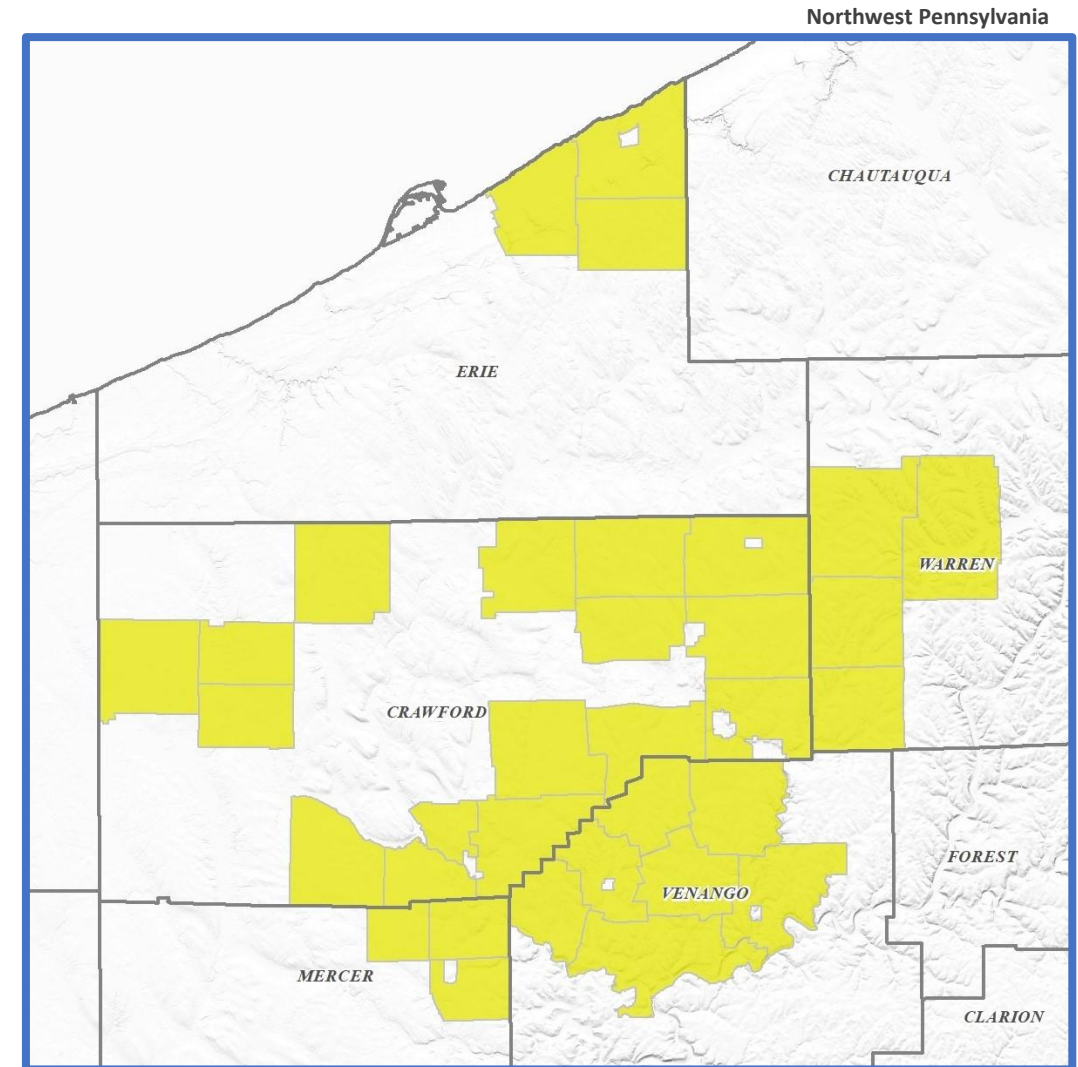 Northwest Pennsylvania
CHAUTAUQUA
ERIE
WARREN
CRAWFORD
FOREST
VENANGO
MERCER
CLARION